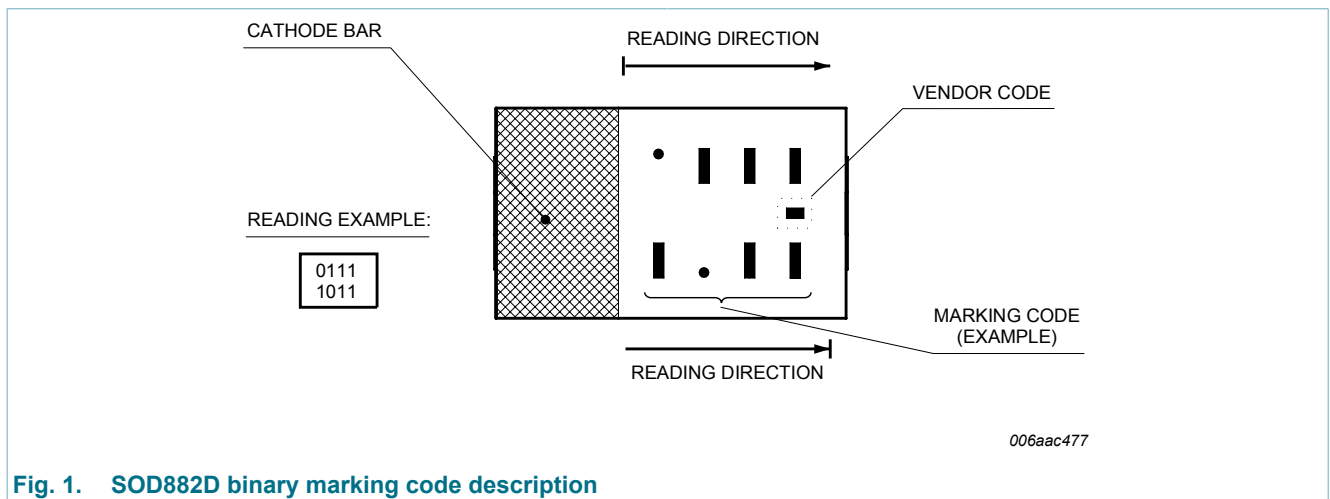 CATHODE BAR
READING DIRECTION
VENDOR CODE
READING EXAMPLE:
0111
1011
MARKING CODE
(EXAMPLE)
READING DIRECTION
006aac477
Fig. 1. SOD882D binary marking code description